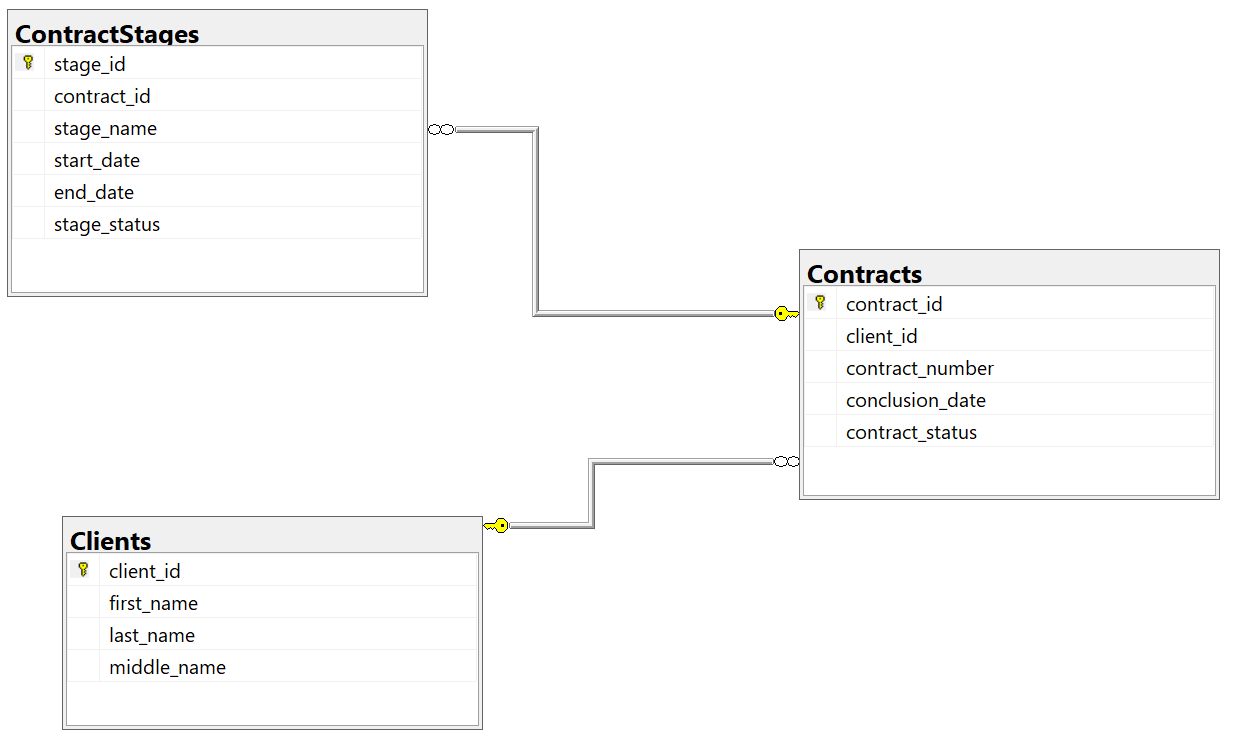 ContractStages
stage_id
contract_id
stage_name
start_date
end_date
stage_status
Contracts
contract_id
client_id
contract_number
conclusion_date
contract_status
Clients
client_id
first_name
last_name
middle_name